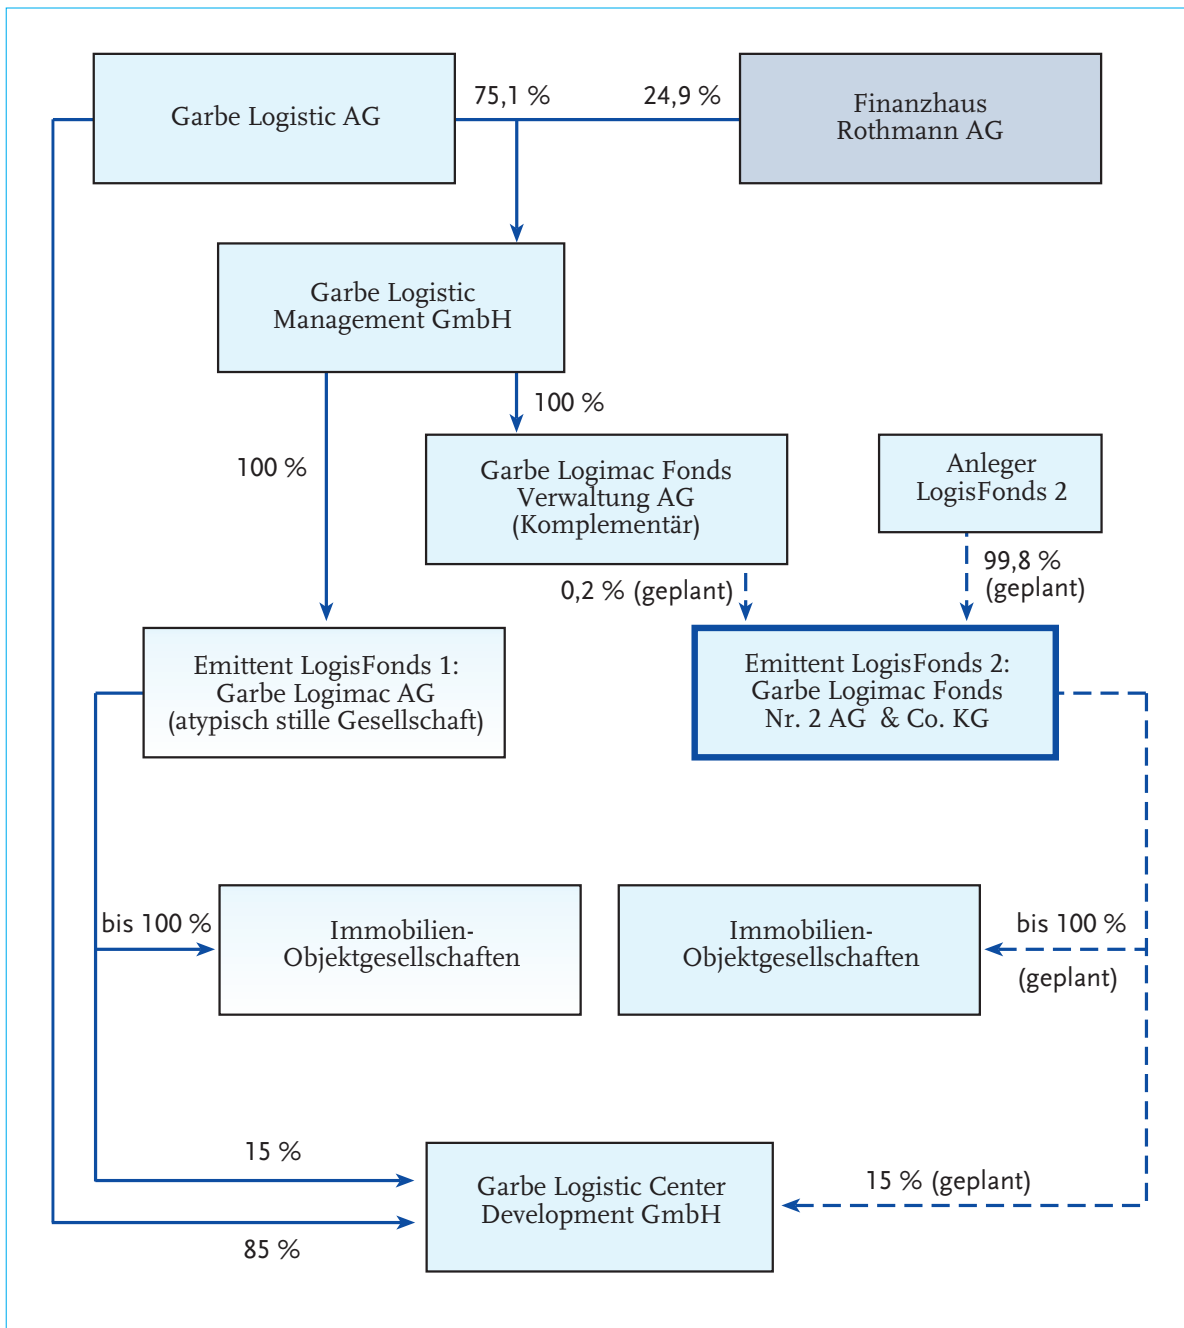 Garbe Logistic AG
75,1 %
24,9 %
Finanzhaus
Rothmann AG
Garbe Logistic
Management GmbH
100 %
100 %
Garbe Logimac Fonds
Verwaltung AG
(Komplementär)
Anleger
LogisFonds 2
0,2 % (geplant)
99,8 %
(geplant)
Emittent LogisFonds 1:
Garbe Logimac AG
(atypisch stille Gesellschaft)
Emittent LogisFonds 2:
Garbe Logimac Fonds
Nr. 2 AG & Co. KG
bis 100 %
Immobilien-
Objektgesellschaften
Immobilien-
Objektgesellschaften
bis 100 %
(geplant)
15 %
Garbe Logistic Center
Development GmbH
15 % (geplant)
85 %